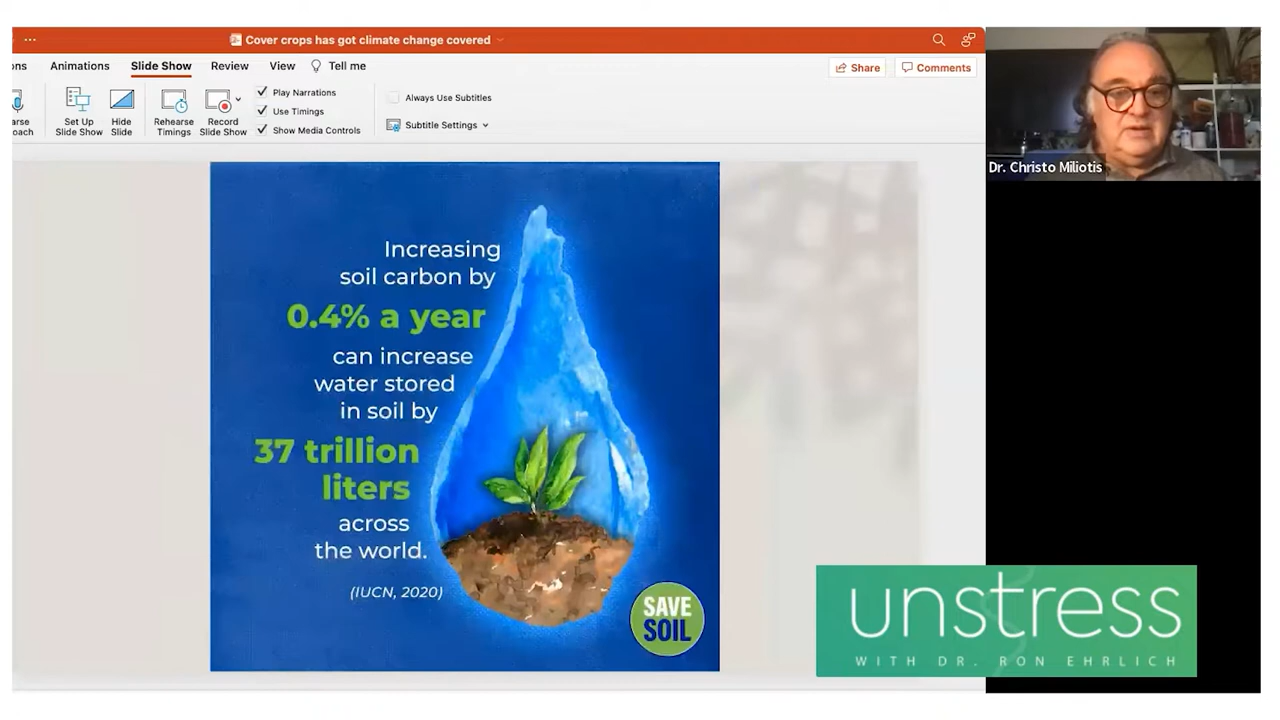 Cover crops has got climate change covered
ons
Animations
Slide Show
Review
View
Tell me
Share
Comments
arse
oach
Set Up
Slide Show
Hide
Slide
Rehearse
Timings
Record
Slide Show
Play Narrations
Use Timings
Show Media Controls
Always Use Subtitles
Subtitle Settings
Dr. Christo Miliotis
Increasing
soil carbon by
0.4% a year
can increase
water stored
in soil by
37 trillion
liters
across
the world.
(IUCN, 2020)
SAVE
SOIL
unstress
WITH DR. RON EHRLICH